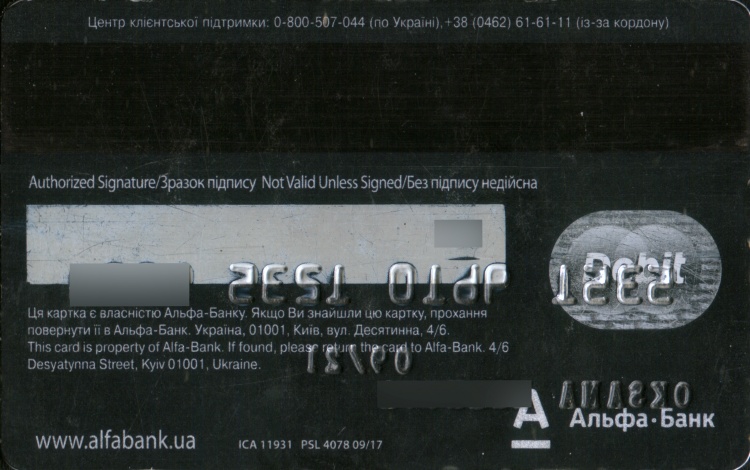 Центр клієнтської підтримки: 0-800-507-044 (по Україні),+38 (0462) 61-61-11 (із-за кордону)
Authorized Signature/Зразок підпису Not Valid Unless Signed/Без підпису недійсна
Debit
Ця картка є власністю Альфа-Банку. Якщо Ви знайшли цю картку, прохання
повернути її в Альфа-Банк. Україна, 01001, Київ, вул. Десятинна, 4/6.
This card is property of Alfa-Bank. If found, please return the card to Alfa-Bank. 4/6
Desyatynna Street, Kyiv 01001, Ukraine.
OKSANA
А Альфа·Банк
www.alfabank.ua ICA 11931 PSL 4078 09/17